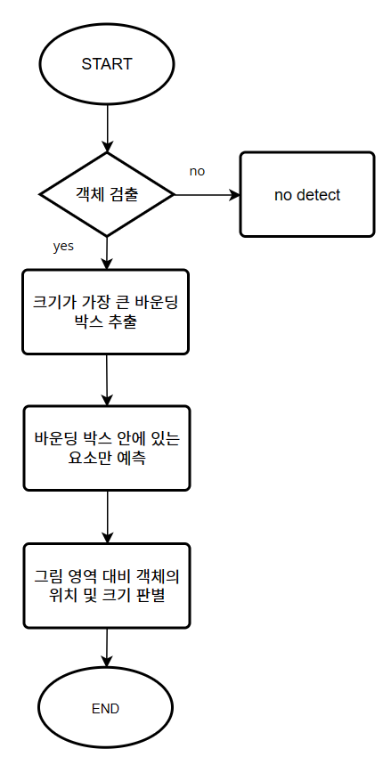 START
객체 검출
no
no detect
yes
크기가 가장 큰 바운딩
박스 추출
바운딩 박스 안에 있는
요소만 예측
그림 영역 대비 객체의
위치 및 크기 판별
END